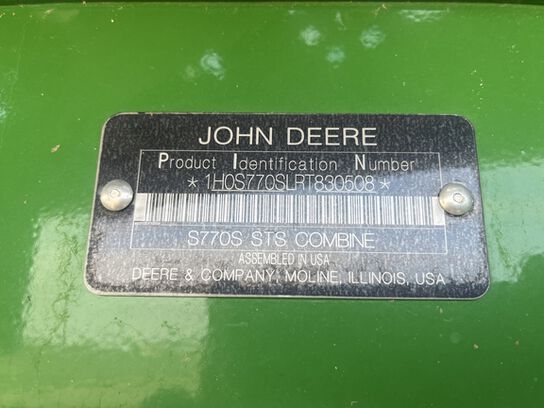 JOHN DEERE
Product Identification Number
*1H0S770SLRT830508*
S770S STS COMBINE
ASSEMBLED IN USA
DEERE & COMPANY, MOLINE, ILLINOIS, USA